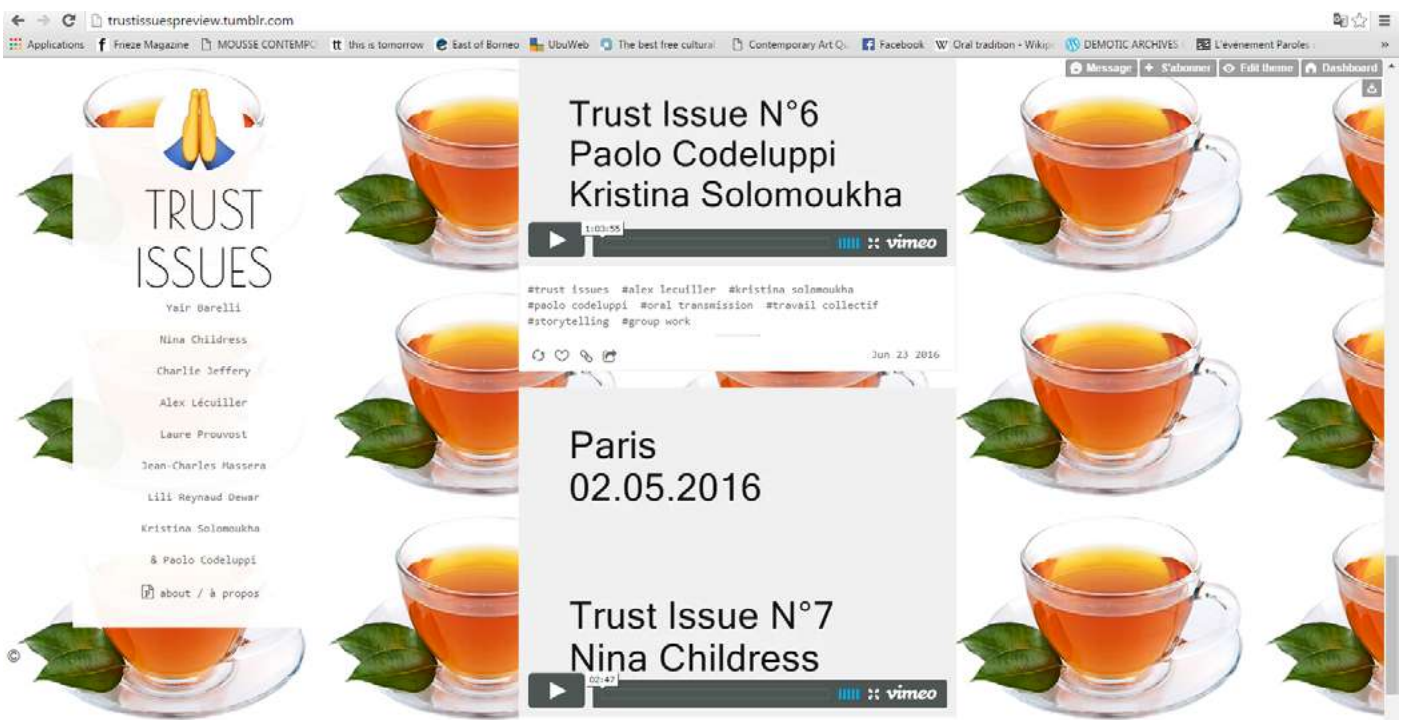 trustissuespreview.tumblr.com
Applications Frieze Magazine MOUSSE CONTEMPO this is tomorrow East of Borneo UbuWeb The best free cultural Contemporary Art Qu Facebook Oral tradition - Wikip DEMOTIC ARCHIVES L'événement Paroles »
Message + S'abonner Edit theme Dashboard
TRUST
ISSUES
Yair Barelli
Nina Childress
Charlie Jeffery
Alex Lécuiller
Laure Prouvost
Jean-Charles Massera
Lili Reynaud Dewar
Kristina Solomoukha
& Paolo Codeluppi
about / à propos
©
Trust Issue N°6
Paolo Codeluppi
Kristina Solomoukha
1:03:55
vimeo
#trust issues #alex lecuiller #kristina solomoukha
#paolo codeluppi #oral transmission #travail collectif
#storytelling #group work
Jun 23 2016
Paris
02.05.2016
Trust Issue N°7
Nina Childress
02:47
vimeo